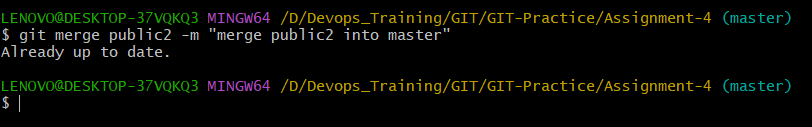 LENOVO@DESKTOP-37VQKQ3 MINGW64 /D/Devops_Training/GIT/GIT-Practice/Assignment-4 (master)
$ git merge public2 -m "merge public2 into master"
Already up to date.
LENOVO@DESKTOP-37VQKQ3 MINGW64 /D/Devops_Training/GIT/GIT-Practice/Assignment-4 (master)
$